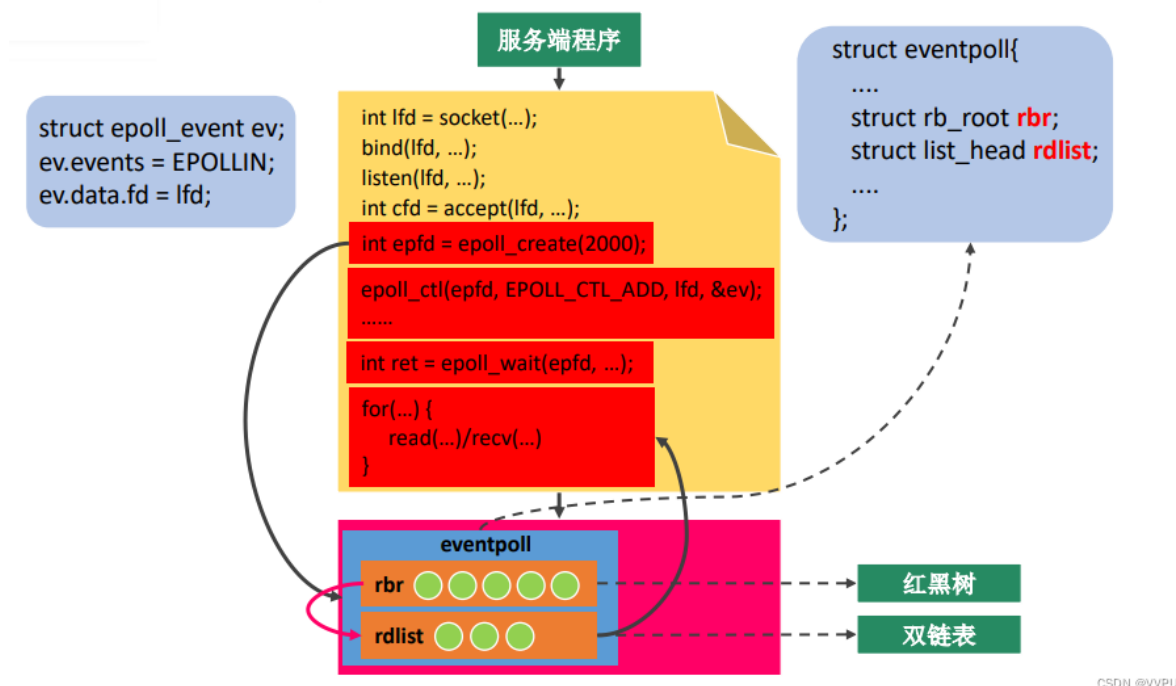 服务端程序
struct epoll_event ev;
ev.events = EPOLLIN;
ev.data.fd = lfd;
int lfd = socket(...);
bind(lfd, ...);
listen(lfd, ...);
int cfd = accept(lfd, ...);
int epfd = epoll_create(2000);
epoll_ctl(epfd, EPOLL_CTL_ADD, lfd, &ev);
......
int ret = epoll_wait(epfd, ...);
for(...) {
read(...)/recv(...)
}
struct eventpoll{
....
struct rb_root rbr;
struct list_head rdlist;
....
};
eventpoll
rbr
rdlist
红黑树
双链表
CSDN